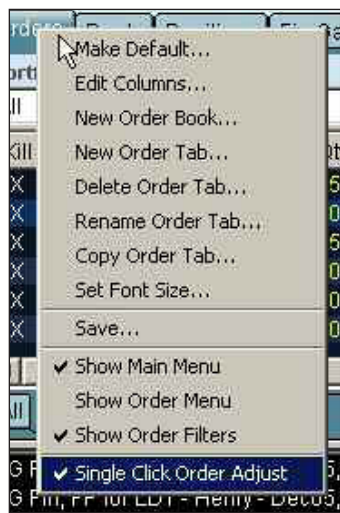 Make Default...
Edit Columns...
New Order Book...
New Order Tab...
Delete Order Tab...
Rename Order Tab...
Copy Order Tab...
Set Font Size...
Save...
Show Main Menu
Show Order Menu
Show Order Filters
Single Click Order Adjust